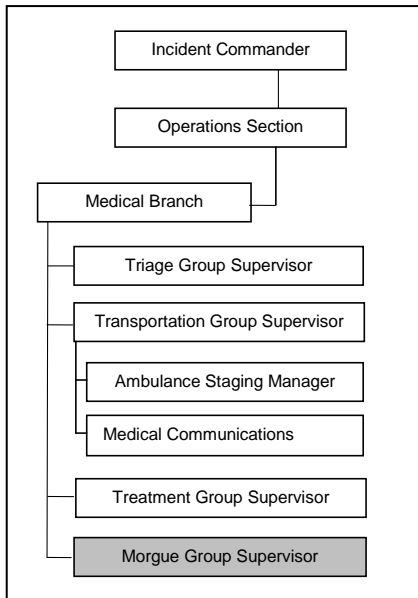 Incident Commander
Operations Section
Medical Branch
Triage Group Supervisor
Transportation Group Supervisor
Ambulance Staging Manager
Medical Communications
Treatment Group Supervisor
Morgue Group Supervisor